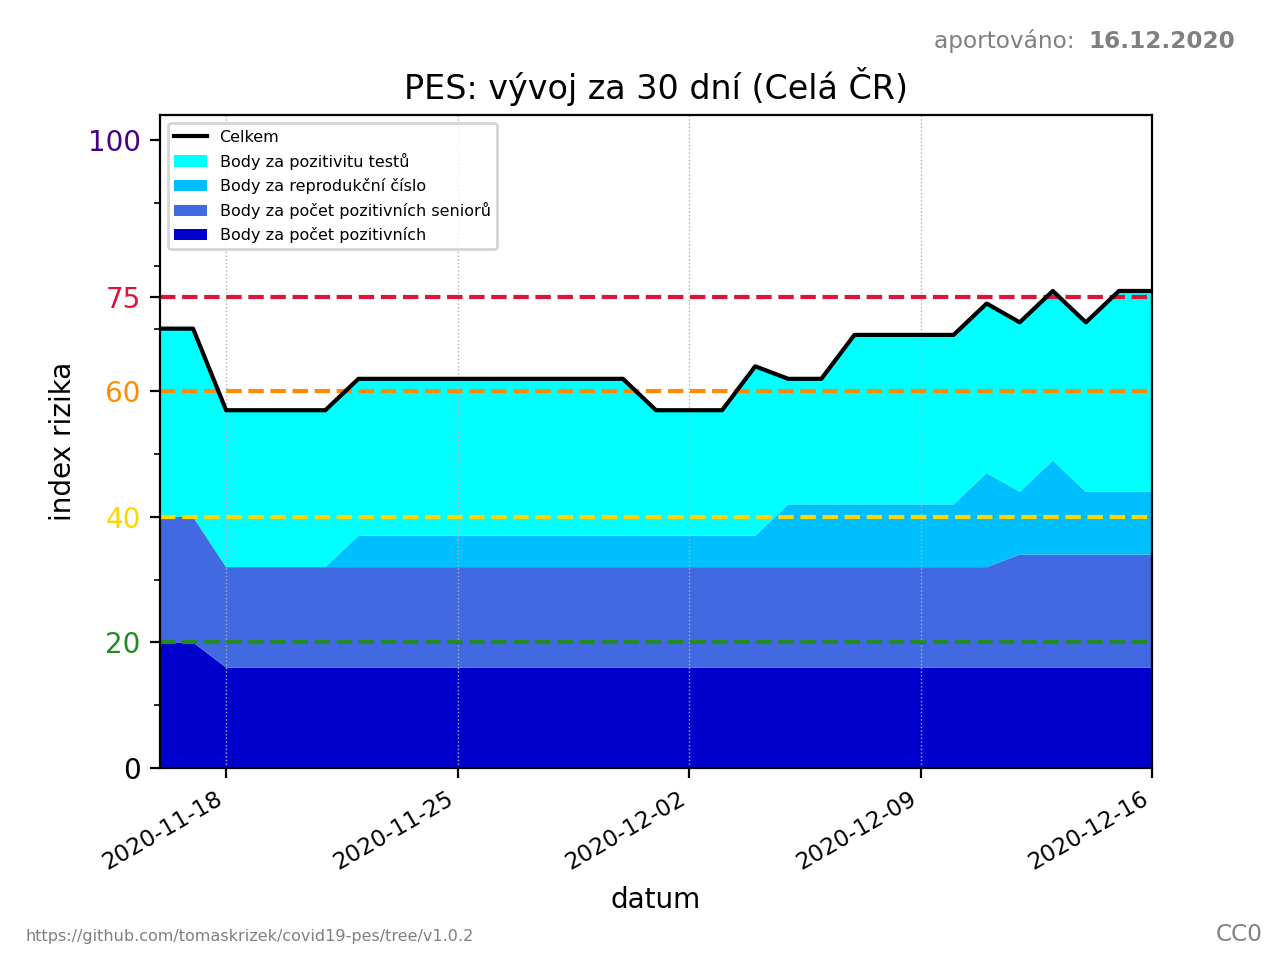 aportováno: 16.12.2020
PES: vývoj za 30 dní (Celá ČR)
100
75
60
40
20
0
index rizika
Celkem
Body za pozitivitu testů
Body za reprodukční číslo
Body za počet pozitivních seniorů
Body za počet pozitivních
2020-11-18
2020-11-25
2020-12-02
2020-12-09
2020-12-16
datum
https://github.com/tomaskrizek/covid19-pes/tree/v1.0.2
CC0